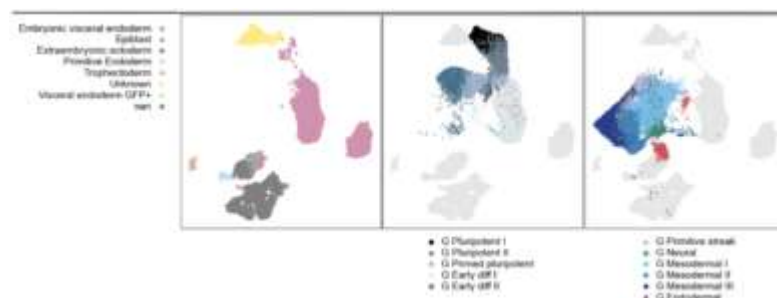 Embryonic visceral endoderm
Epiblast
Extraembryonic ectoderm
Primitive Endoderm
Trophectoderm
Unknown
Visceral endoderm GFP+
nan
G Pluripotent I
G Pluripotent II
G Primed pluripotent
G Early diff I
G Early diff II
G Primitive streak
G Neural
G Mesodermal I
G Mesodermal II
G Mesodermal III
G Endodermal